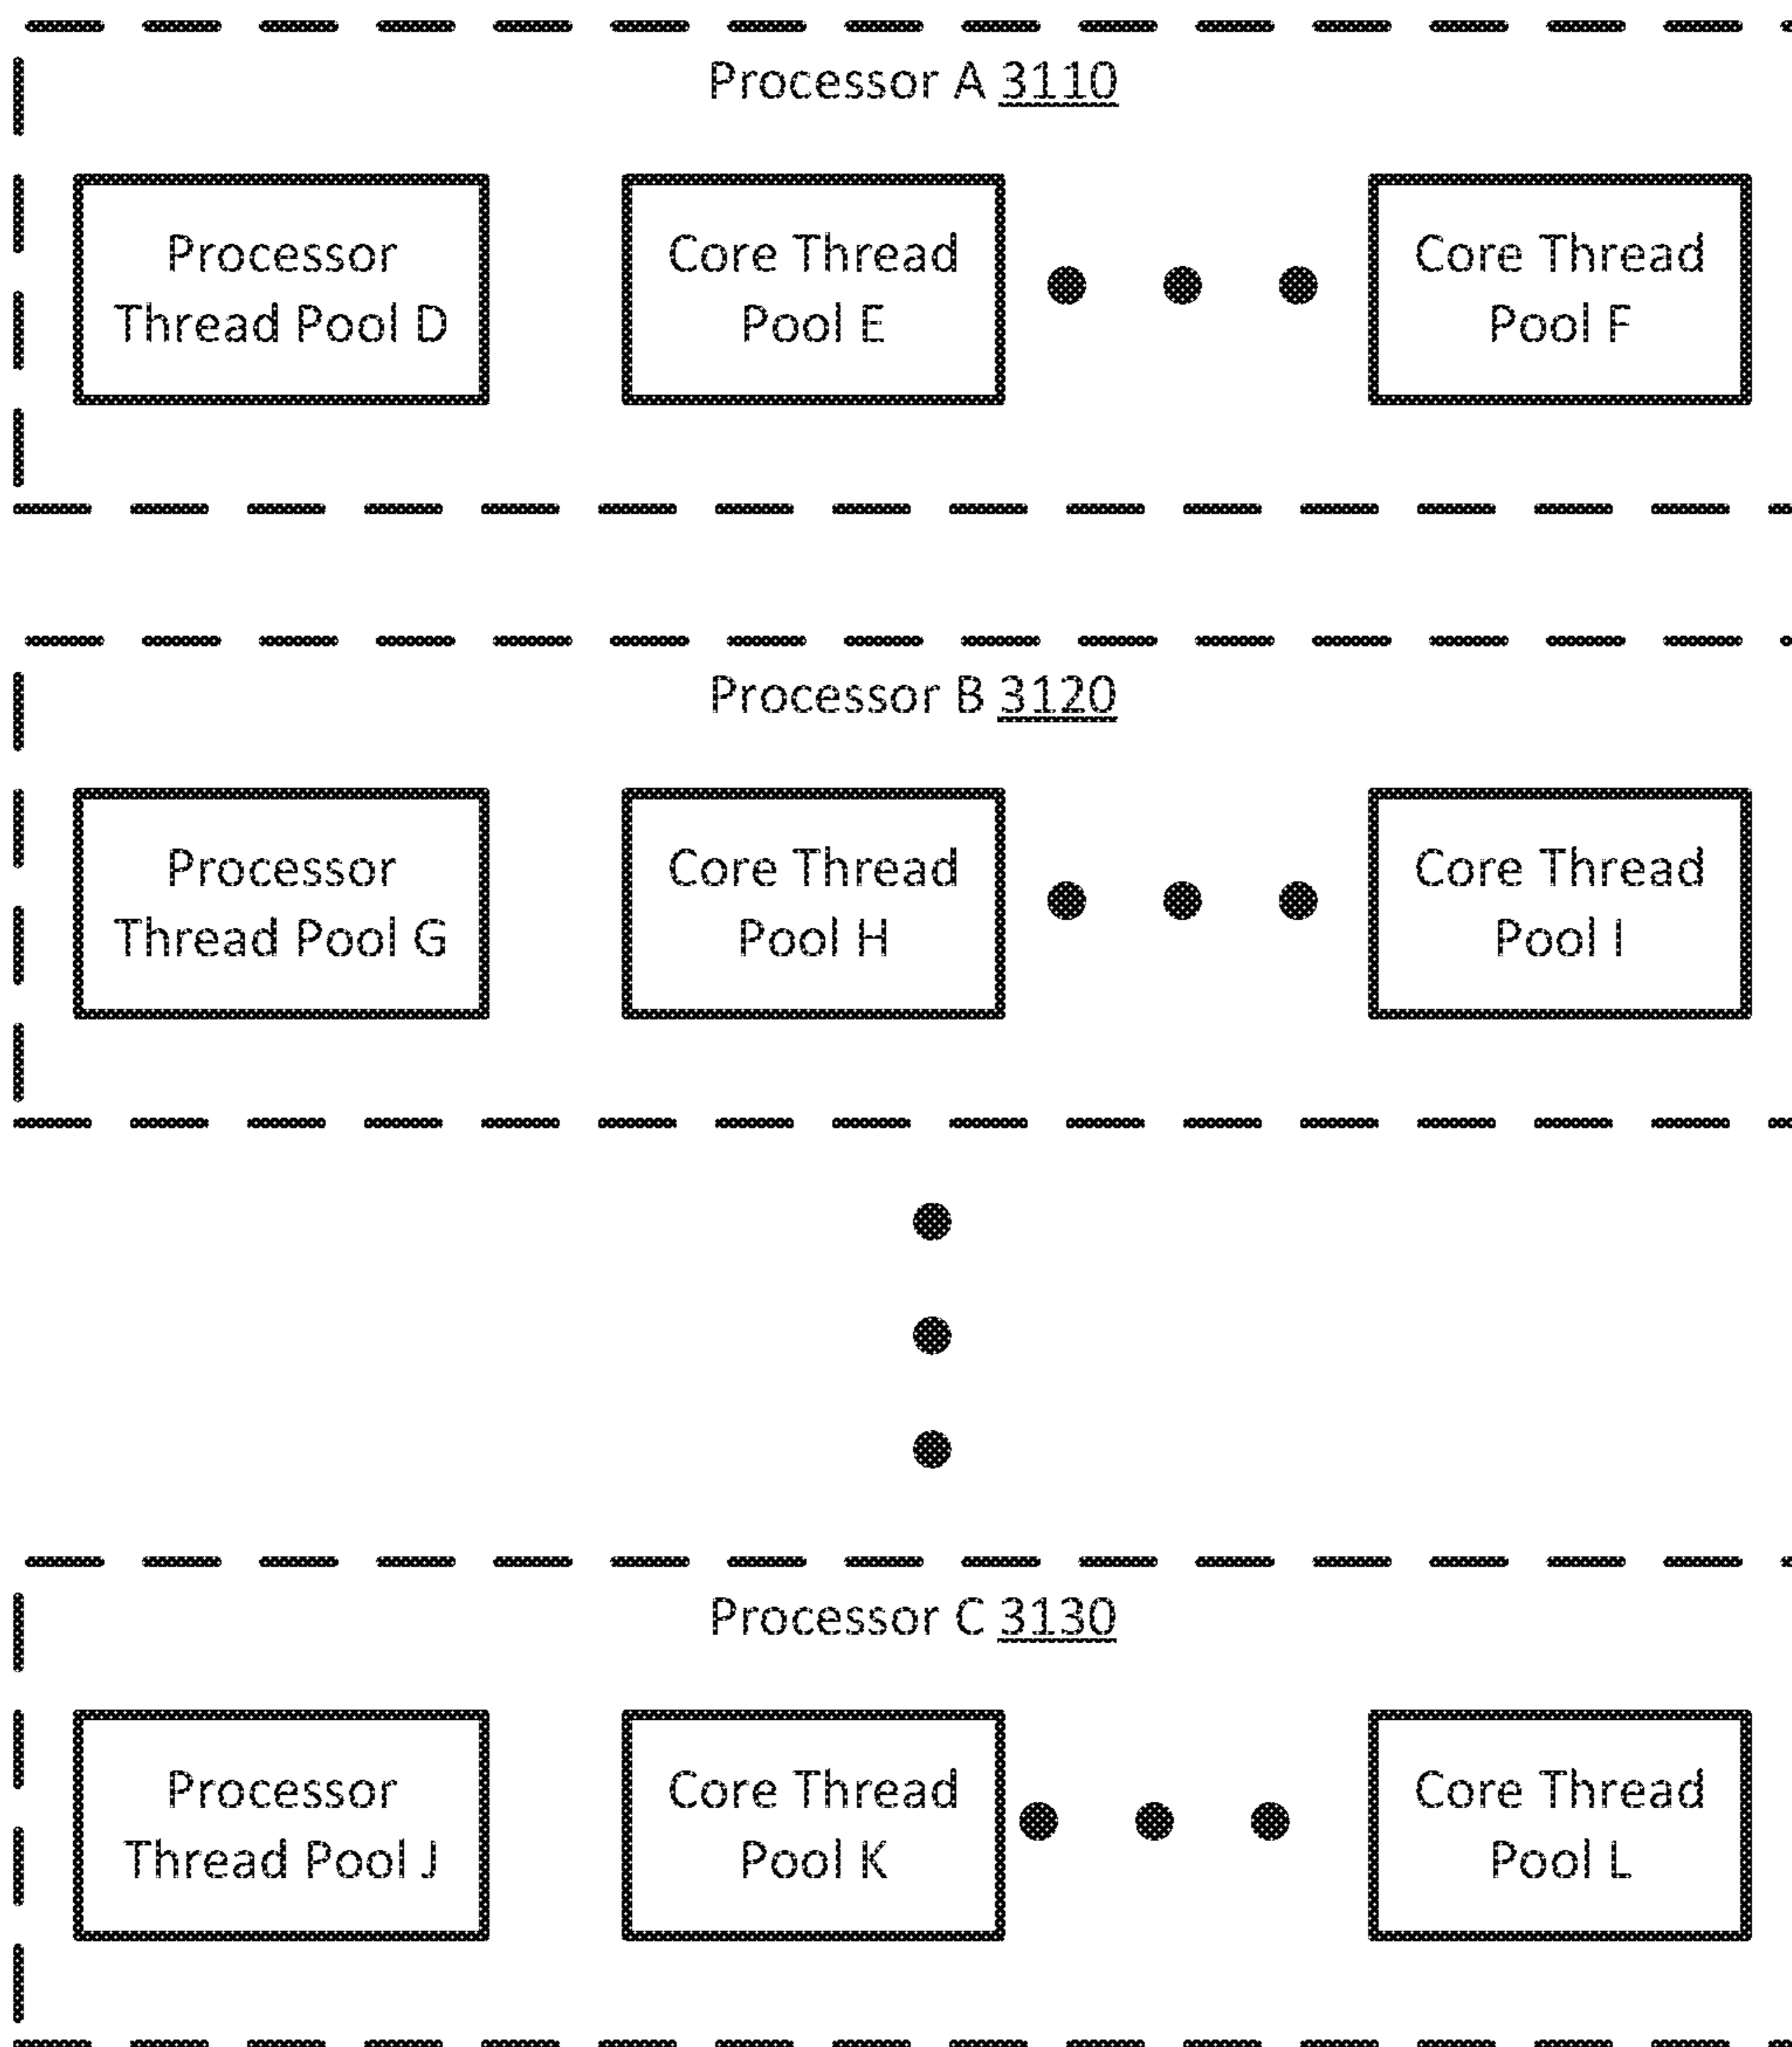 Processor A 3110
Processor
Thread Pool D
Core Thread
Pool E
Core Thread
Pool F
Processor B 3120
Processor
Thread Pool G
Core Thread
Pool H
Core Thread
Pool I
Processor C 3130
Processor
Thread Pool J
Core Thread
Pool K
Core Thread
Pool L